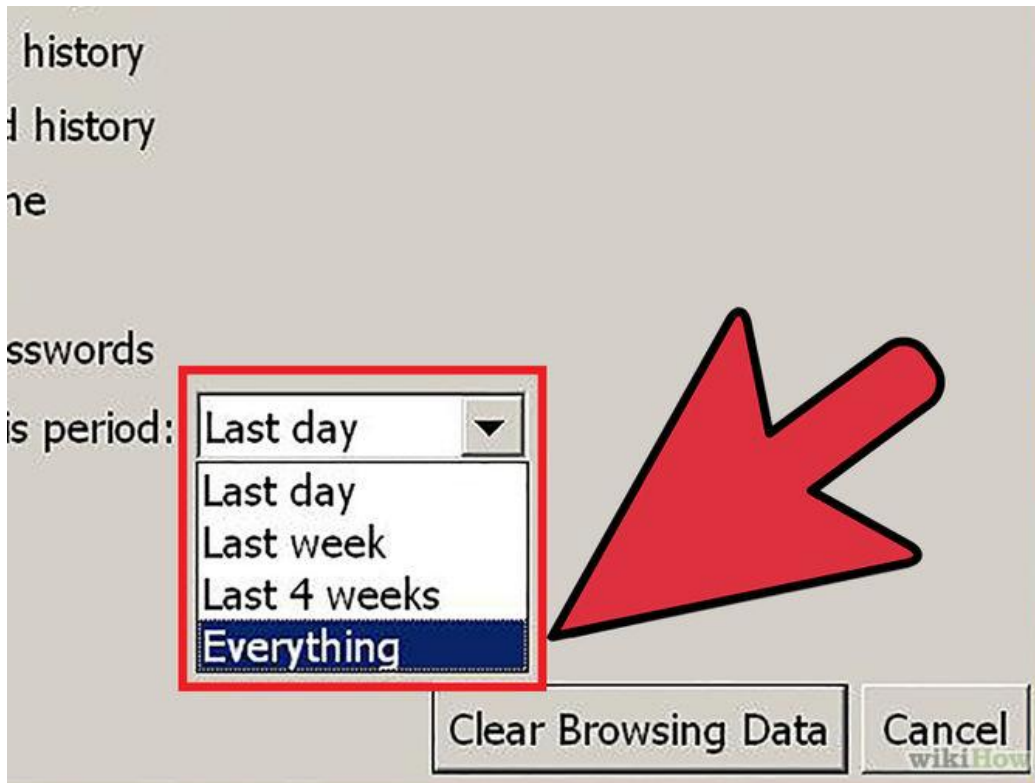 history
d history
he
sswords
is period: Last day
Last day
Last week
Last 4 weeks
Everything
Clear Browsing Data Cancel
wikiHow